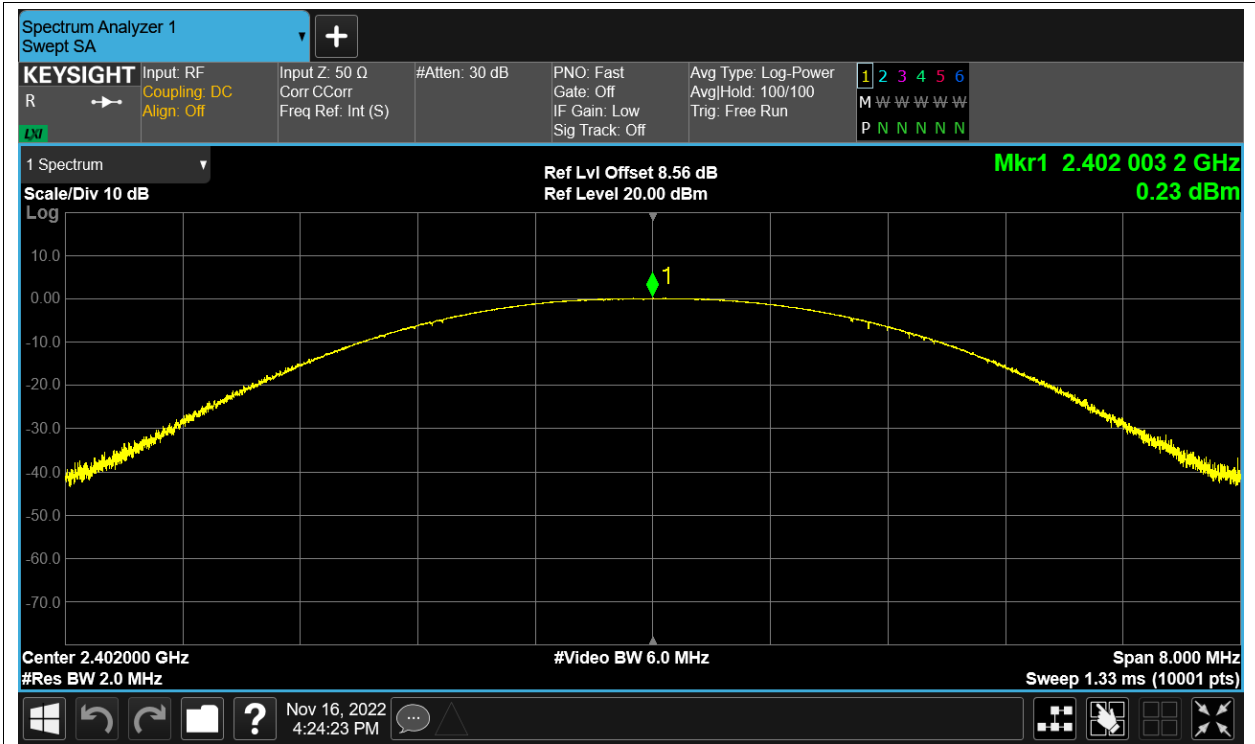 Spectrum Analyzer 1
Swept SA
KEYSIGHT
R
LXI
Input: RF
Coupling: DC
Align: Off
Input Z: 50 Ω
Corr CCorr
Freq Ref: Int (S)
#Atten: 30 dB
PNO: Fast
Gate: Off
IF Gain: Low
Sig Track: Off
Avg Type: Log-Power
Avg|Hold: 100/100
Trig: Free Run
1 2 3 4 5 6
M W W W W W
P N N N N N
1 Spectrum
Scale/Div 10 dB
Log
Ref Lvl Offset 8.56 dB
Ref Level 20.00 dBm
Mkr1 2.402 003 2 GHz
0.23 dBm
1
10.0
0.00
-10.0
-20.0
-30.0
-40.0
-50.0
-60.0
-70.0
Center 2.402000 GHz
#Video BW 6.0 MHz
Span 8.000 MHz
#Res BW 2.0 MHz
Sweep 1.33 ms (10001 pts)
?
Nov 16, 2022
4:24:23 PM